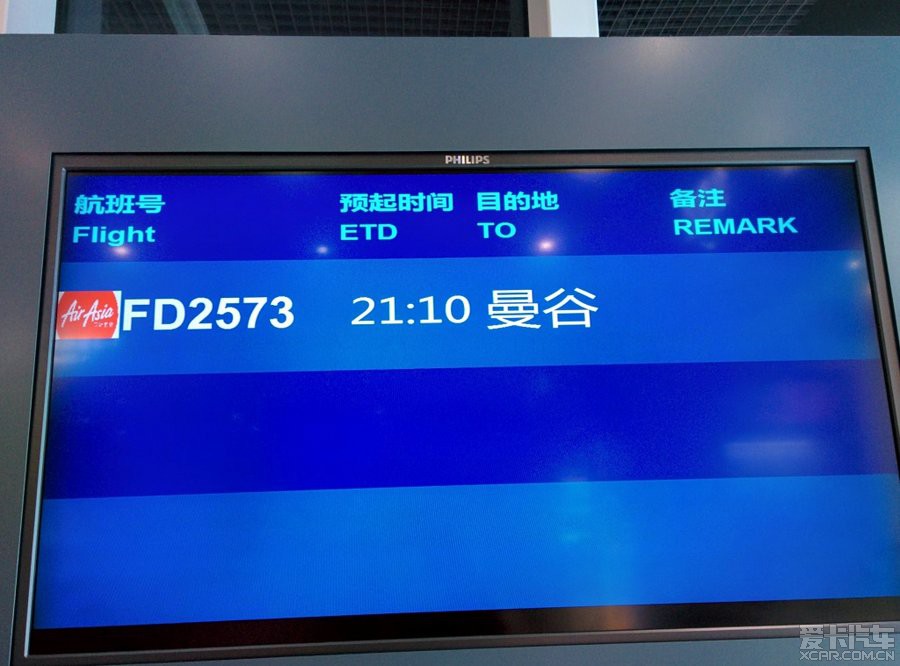 PHILIPS
航班号 预起时间 目的地 备注
Flight ETD TO REMARK
AirAsia FD2573 21:10 曼谷
爱卡汽车
XCAR.COM.CN